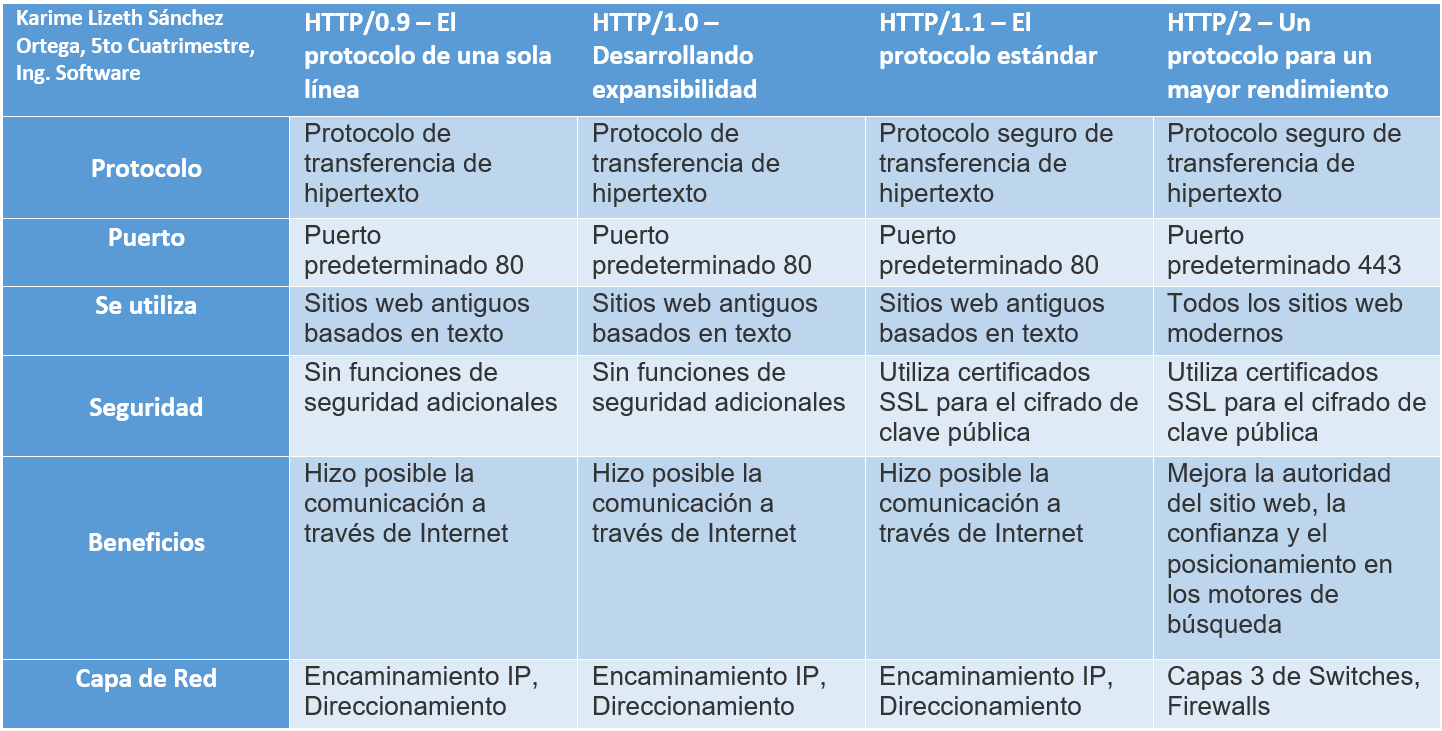 Karime Lizeth Sánchez
Ortega, 5to Cuatrimestre,
Ing. Software
HTTP/0.9 – El
protocolo de una sola
línea
HTTP/1.0 –
Desarrollando
expansibilidad
HTTP/1.1 – El
protocolo estándar
HTTP/2 – Un
protocolo para un
mayor rendimiento
Protocolo
Protocolo de
transferencia de
hipertexto
Protocolo de
transferencia de
hipertexto
Protocolo seguro de
transferencia de
hipertexto
Protocolo seguro de
transferencia de
hipertexto
Puerto
Puerto
predeterminado 80
Puerto
predeterminado 80
Puerto
predeterminado 80
Puerto
predeterminado 443
Se utiliza
Sitios web antiguos
basados en texto
Sitios web antiguos
basados en texto
Sitios web antiguos
basados en texto
Todos los sitios web
modernos
Seguridad
Sin funciones de
seguridad adicionales
Sin funciones de
seguridad adicionales
Utiliza certificados
SSL para el cifrado de
clave pública
Utiliza certificados
SSL para el cifrado de
clave pública
Beneficios
Hizo posible la
comunicación a
través de Internet
Hizo posible la
comunicación a
través de Internet
Hizo posible la
comunicación a
través de Internet
Mejora la autoridad
del sitio web, la
confianza y el
posicionamiento en
los motores de
búsqueda
Capa de Red
Encaminamiento IP,
Direccionamiento
Encaminamiento IP,
Direccionamiento
Encaminamiento IP,
Direccionamiento
Capas 3 de Switches,
Firewalls